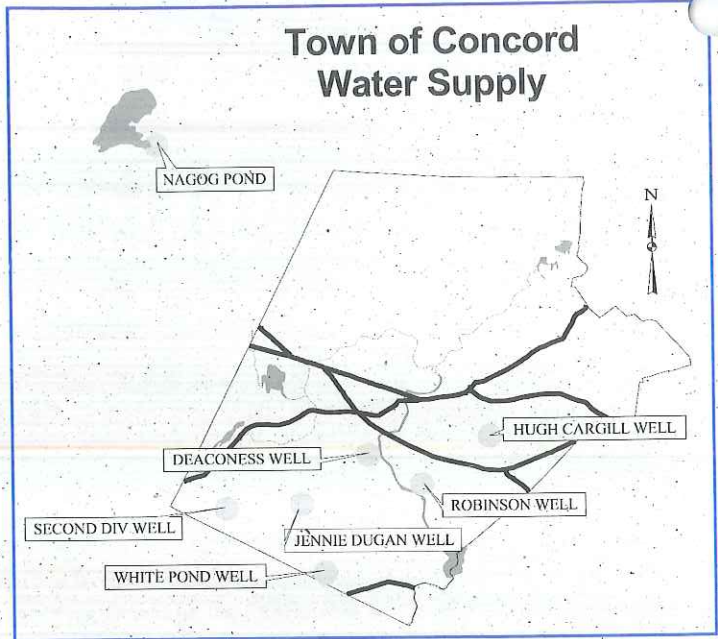 Town of Concord
Water Supply
NAGOG POND
N
HUGH CARGILL WELL
DEACONESS WELL
ROBINSON WELL
SECOND DIV WELL
JENNIE DUGAN WELL
WHITE POND WELL